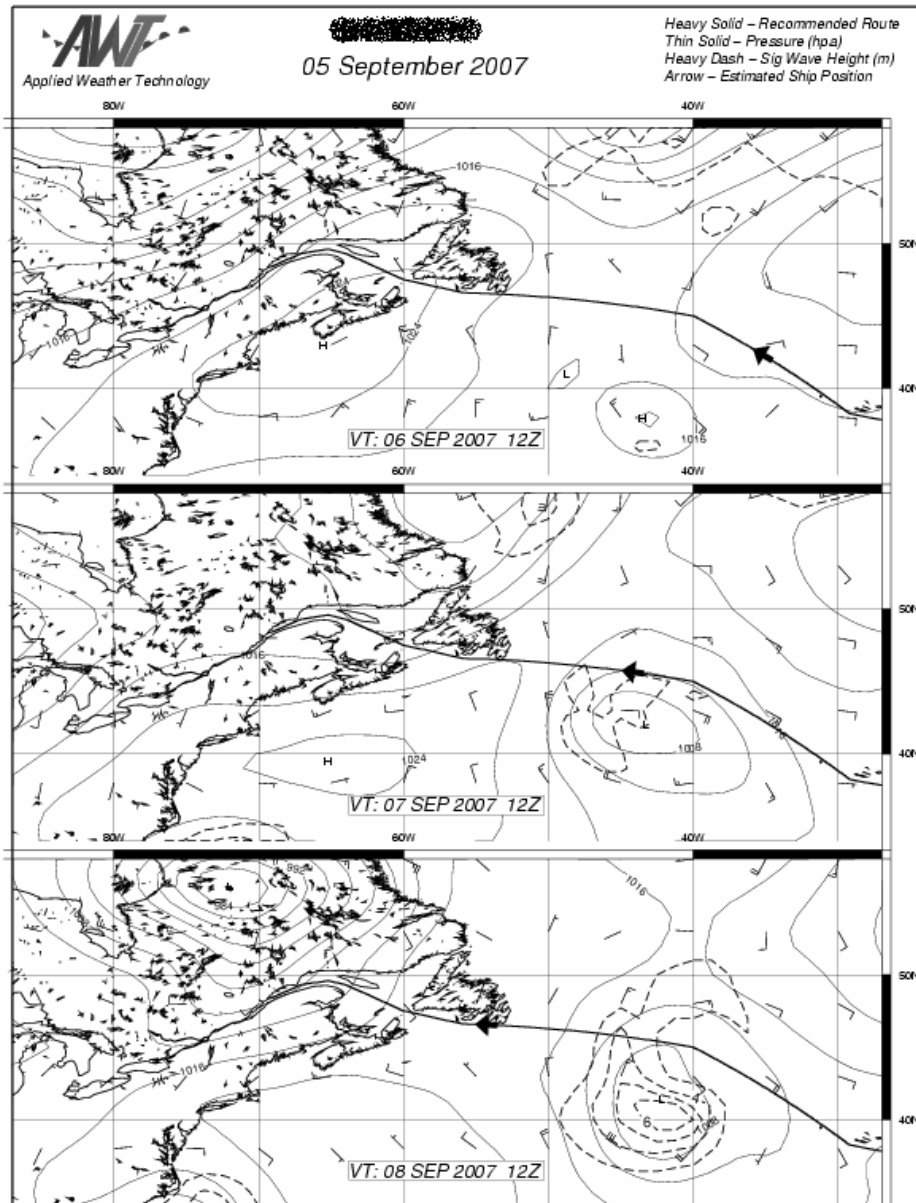 AWT
Applied Weather Technology
05 September 2007
Heavy Solid – Recommended Route
Thin Solid – Pressure (hpa)
Heavy Dash – Sig Wave Height (m)
Arrow – Estimated Ship Position
80W 60W 40W
1016
50N
1024
1016
H
L
40N
H
1016
VT: 06 SEP 2007 12Z
80W 60W 40W
50N
1016
1008
1024
H
40N
VT: 07 SEP 2007 12Z
80W 60W 40W
1016
50N
1016
L
6
1008
40N
VT: 08 SEP 2007 12Z